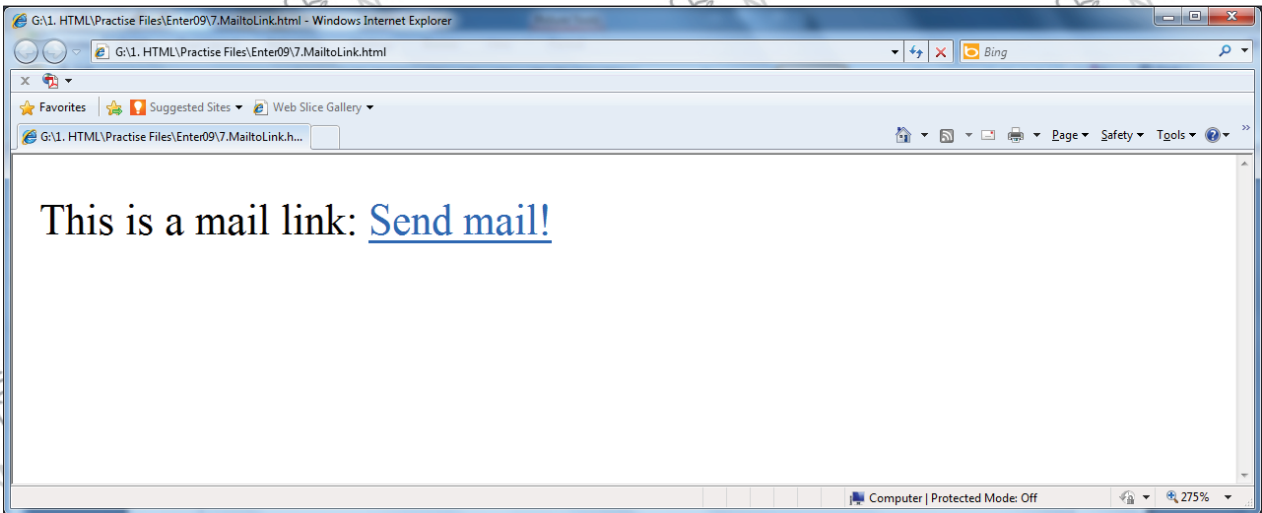 G:\1. HTML\Practise Files\Enter09\7.MailtoLink.html - Windows Internet Explorer
G:\1. HTML\Practise Files\Enter09\7.MailtoLink.html
Bing
x
Favorites Suggested Sites Web Slice Gallery
G:\1. HTML\Practise Files\Enter09\7.MailtoLink.h... Page Safety Tools
This is a mail link: Send mail!
Computer | Protected Mode: Off 275%